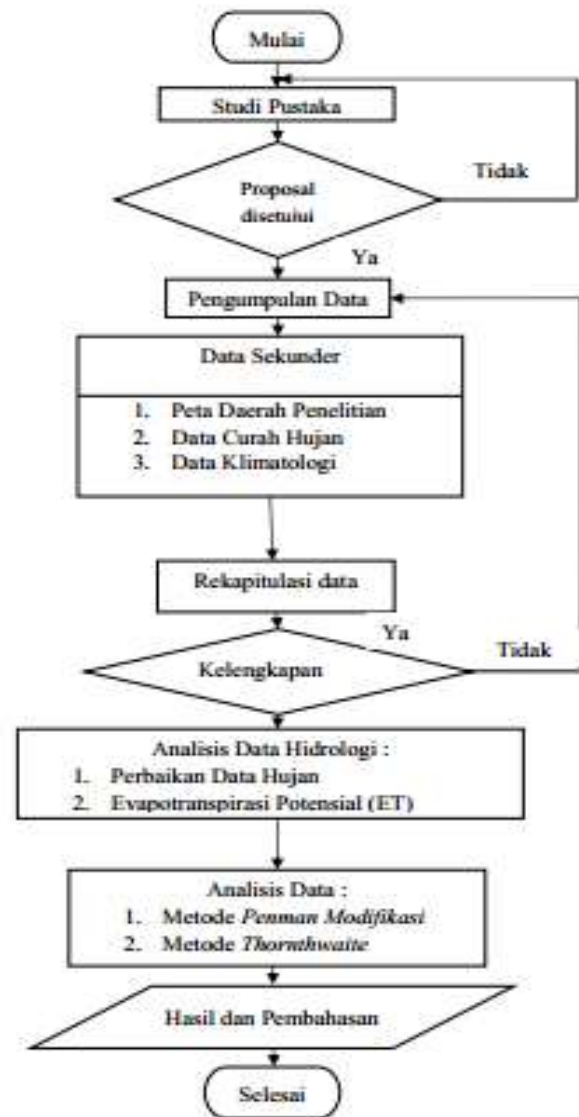 Mulai
Studi Pustaka
Proposal
disetujui
Tidak
Ya
Pengumpulan Data
Data Sekunder
1. Peta Daerah Penelitian
2. Data Curah Hujan
3. Data Klimatologi
Rekapitulasi data
Ya
Kelengkapan
Tidak
Analisis Data Hidrologi :
1. Perbaikan Data Hujan
2. Evapotranspirasi Potensial (ET)
Analisis Data :
1. Metode Penman Modifikasi
2. Metode Thornthwaite
Hasil dan Pembahasan
Selesai